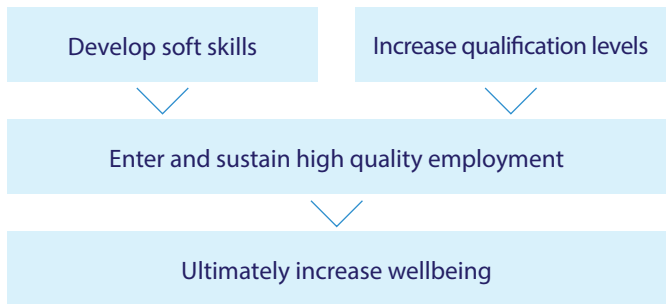 Develop soft skills
Increase qualification levels
Enter and sustain high quality employment
Ultimately increase wellbeing